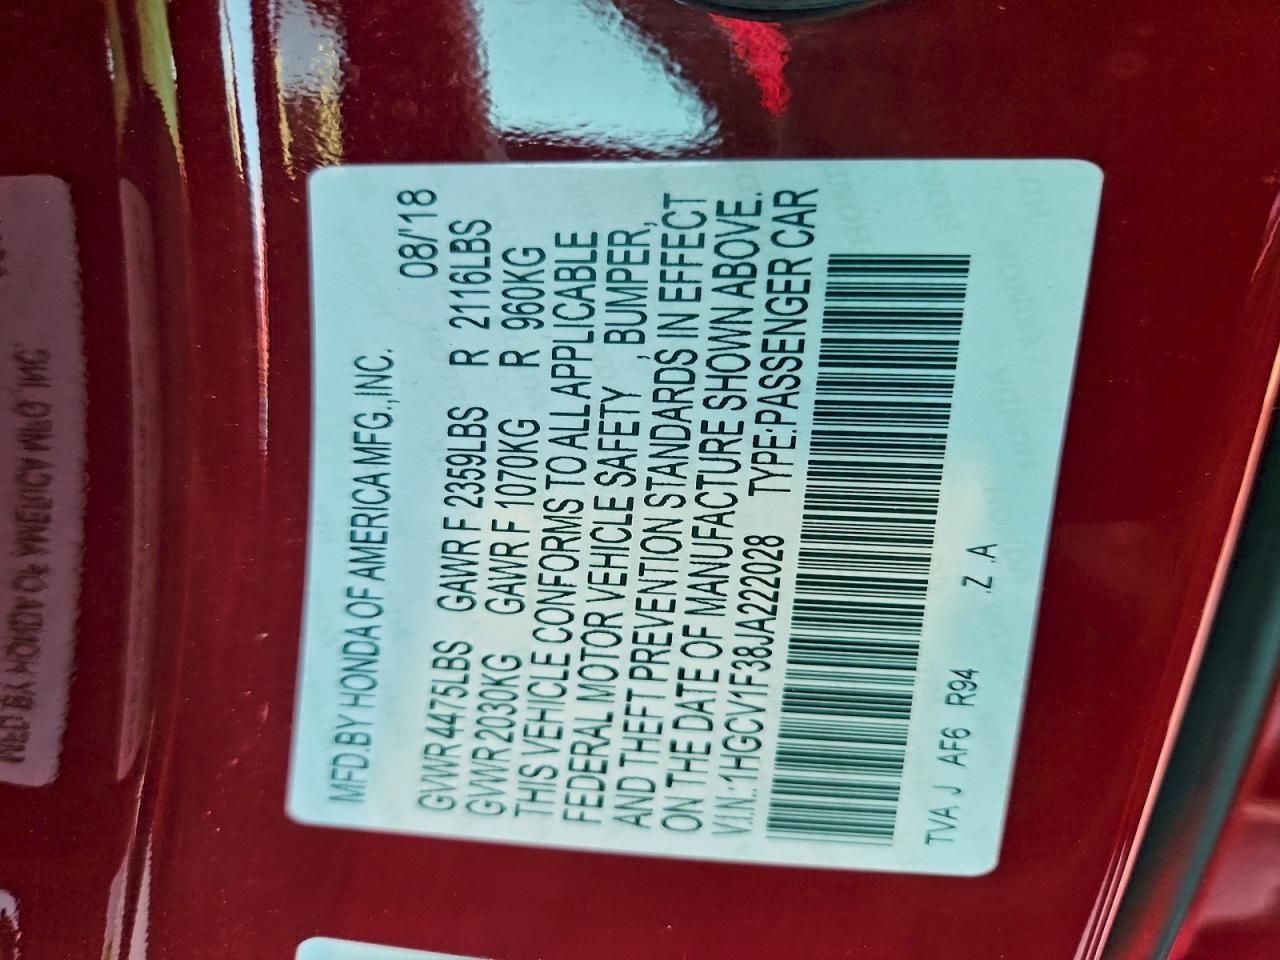 MFD.BY HONDA OF AMERICA MFG.,INC.
08/'18
GVWR 4475LBS GAWR F 2359LBS R 2116LBS
GVWR 2030KG GAWR F 1070KG R 960KG
THIS VEHICLE CONFORMS TO ALL APPLICABLE
FEDERAL MOTOR VEHICLE SAFETY , BUMPER,
AND THEFT PREVENTION STANDARDS IN EFFECT
ON THE DATE OF MANUFACTURE SHOWN ABOVE.
V.I.N.:1HGCV1F38JA222028 TYPE:PASSENGER CAR
TVA J AF6 R94 .Z .A